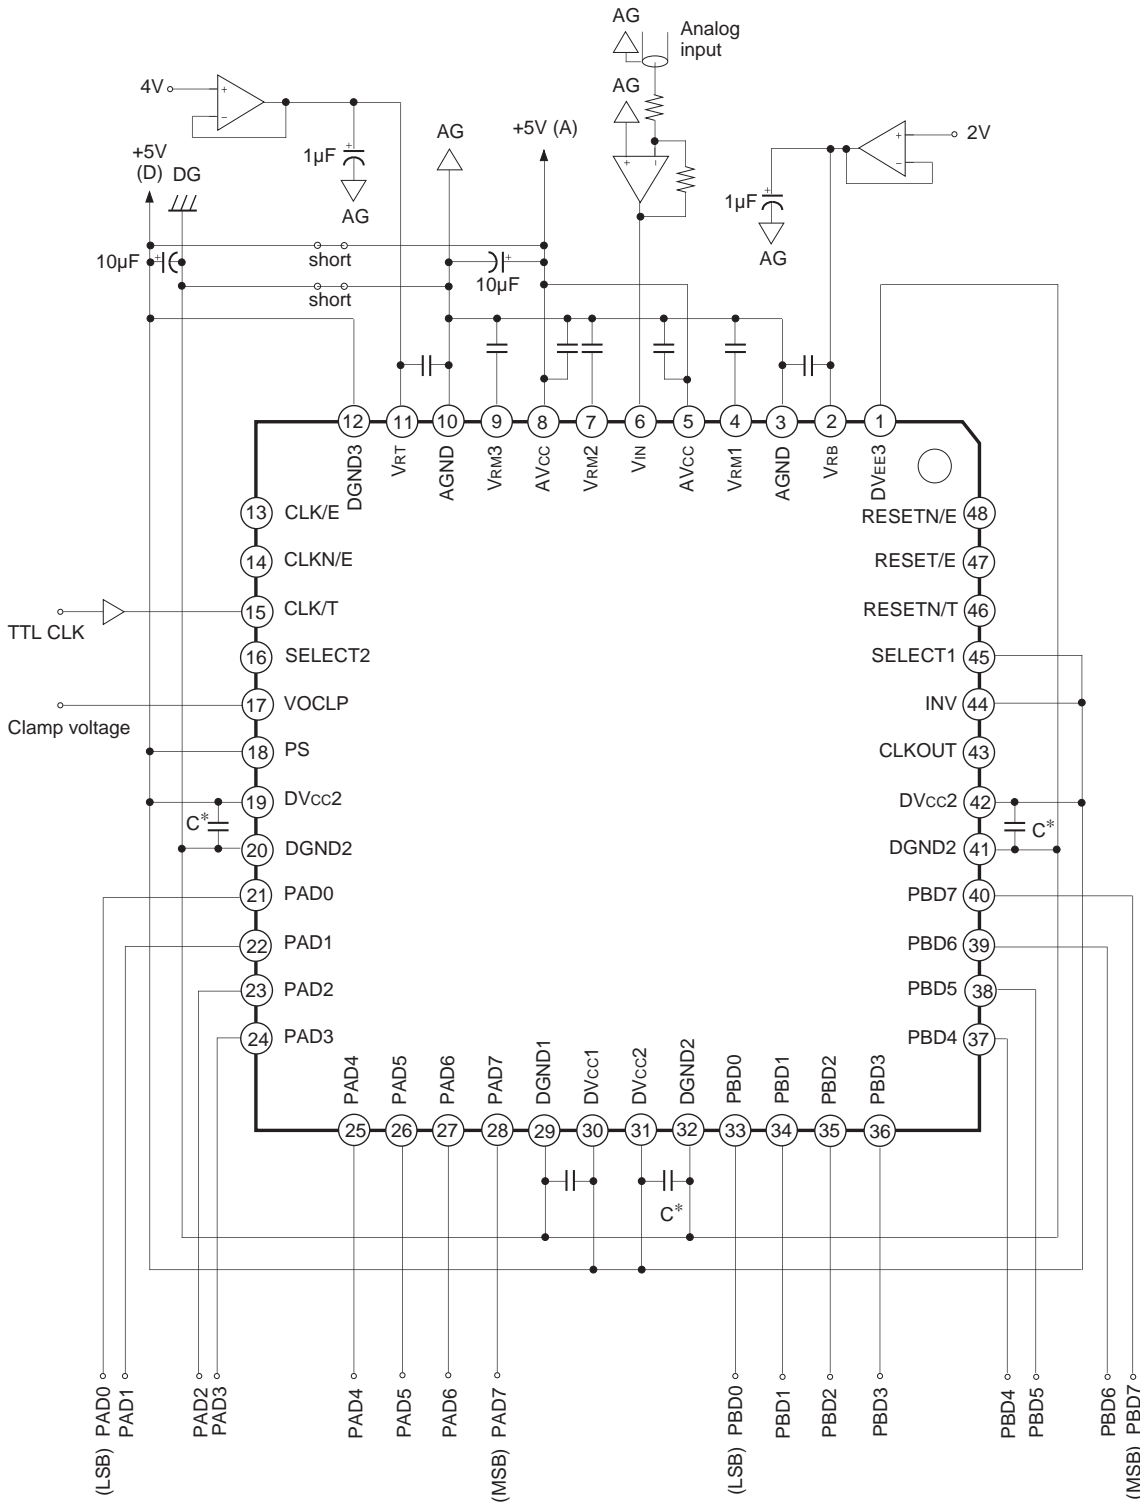 AG
Analog
input
4V
+
−
AG
AG
+5V (A)
+
−
2V
+5V
(D)
DG
1µF
+
AG
+
−
1µF
+
AG
10µF
+
short
10µF
+
short
12
11
10
9
8
7
6
5
4
3
2
1
DGND3
VRT
AGND
VRM3
AVCC
VRM2
VIN
AVCC
VRM1
AGND
VRB
DVEE3
13 CLK/E
14 CLKN/E
15 CLK/T
TTL CLK
16 SELECT2
17 VOCLP
Clamp voltage
18 PS
19 DVCC2
C*
20 DGND2
21 PAD0
22 PAD1
23 PAD2
24 PAD3
RESETN/E 48
RESET/E 47
RESETN/T 46
SELECT1 45
INV 44
CLKOUT 43
DVCC2 42
C*
DGND2 41
PBD7 40
PBD6 39
PBD5 38
PBD4 37
PAD4
PAD5
PAD6
PAD7
DGND1
DVCC1
DVCC2
DGND2
PBD0
PBD1
PBD2
PBD3
25
26
27
28
29
30
31
32
33
34
35
36
C*
(LSB) PAD0
PAD1
PAD2
PAD3
PAD4
PAD5
PAD6
(MSB) PAD7
(LSB) PBD0
PBD1
PBD2
PBD3
PBD4
PBD5
PBD6
(MSB) PBD7